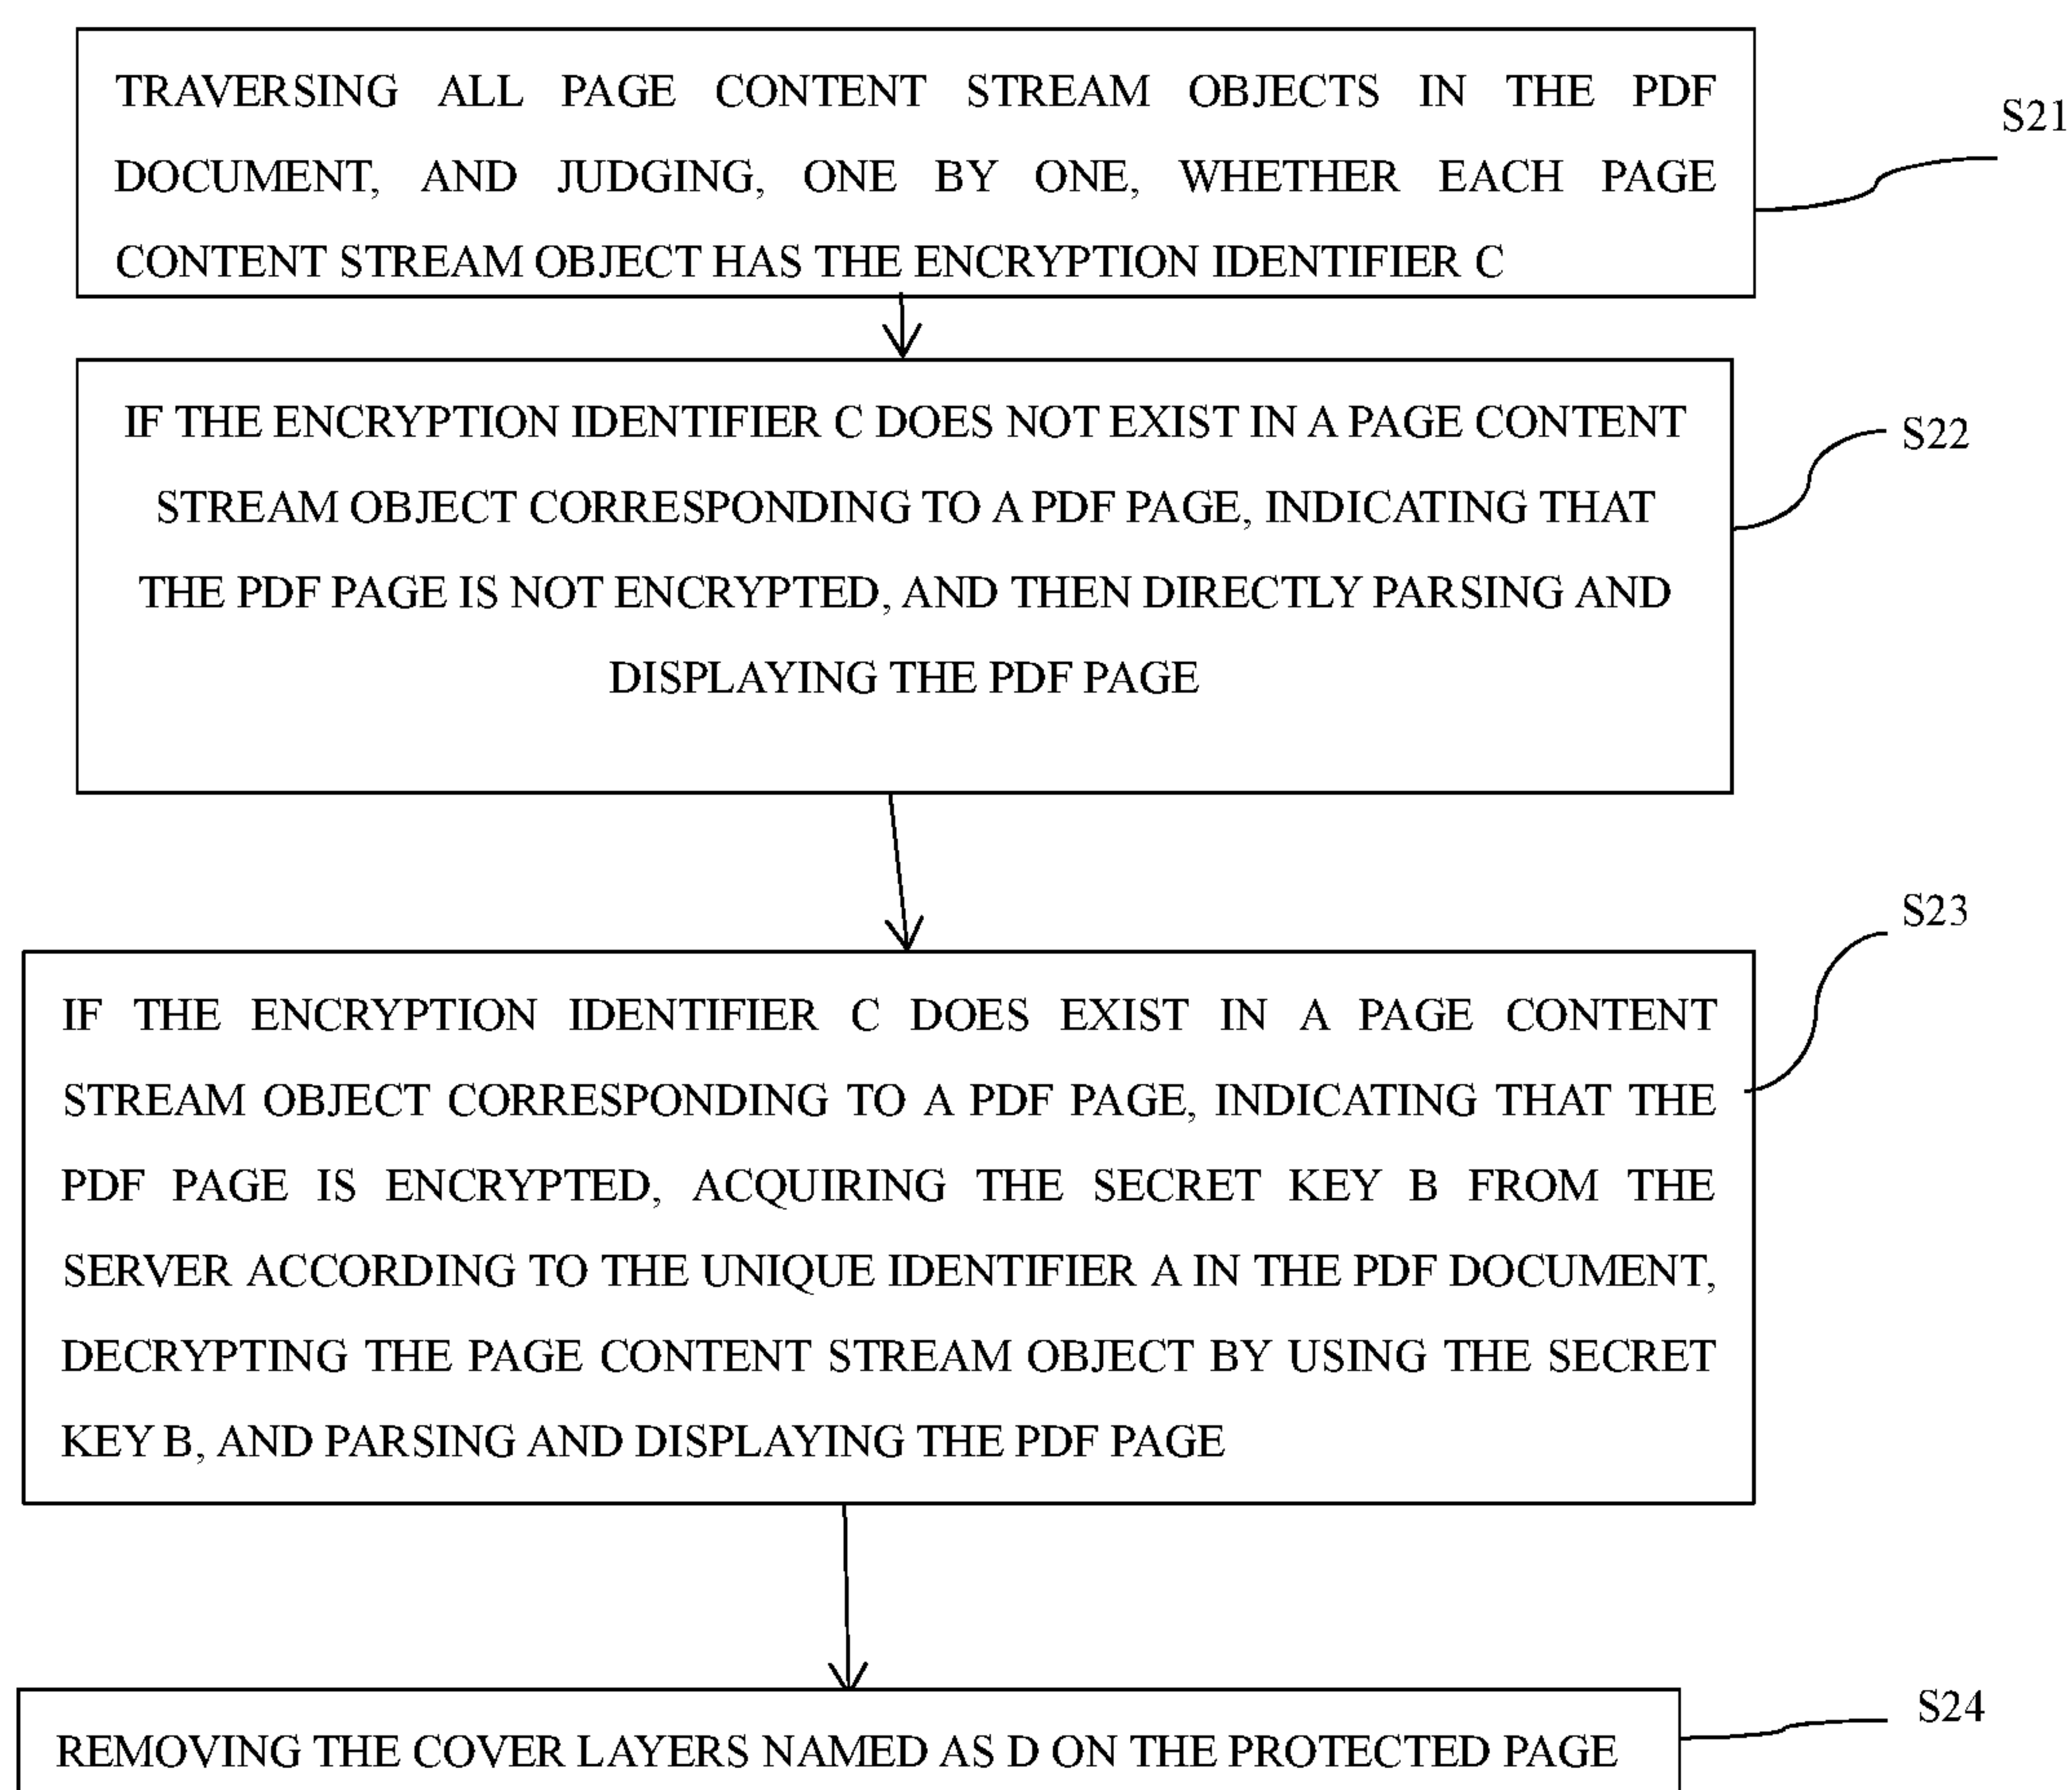 TRAVERSING ALL PAGE CONTENT STREAM OBJECTS IN THE PDF
DOCUMENT, AND JUDGING, ONE BY ONE, WHETHER EACH PAGE
CONTENT STREAM OBJECT HAS THE ENCRYPTION IDENTIFIER C
S21
IF THE ENCRYPTION IDENTIFIER C DOES NOT EXIST IN A PAGE CONTENT
STREAM OBJECT CORRESPONDING TO A PDF PAGE, INDICATING THAT
THE PDF PAGE IS NOT ENCRYPTED, AND THEN DIRECTLY PARSING AND
DISPLAYING THE PDF PAGE
S22
IF THE ENCRYPTION IDENTIFIER C DOES EXIST IN A PAGE CONTENT
STREAM OBJECT CORRESPONDING TO A PDF PAGE, INDICATING THAT THE
PDF PAGE IS ENCRYPTED, ACQUIRING THE SECRET KEY B FROM THE
SERVER ACCORDING TO THE UNIQUE IDENTIFIER A IN THE PDF DOCUMENT,
DECRYPTING THE PAGE CONTENT STREAM OBJECT BY USING THE SECRET
KEY B, AND PARSING AND DISPLAYING THE PDF PAGE
S23
REMOVING THE COVER LAYERS NAMED AS D ON THE PROTECTED PAGE
S24